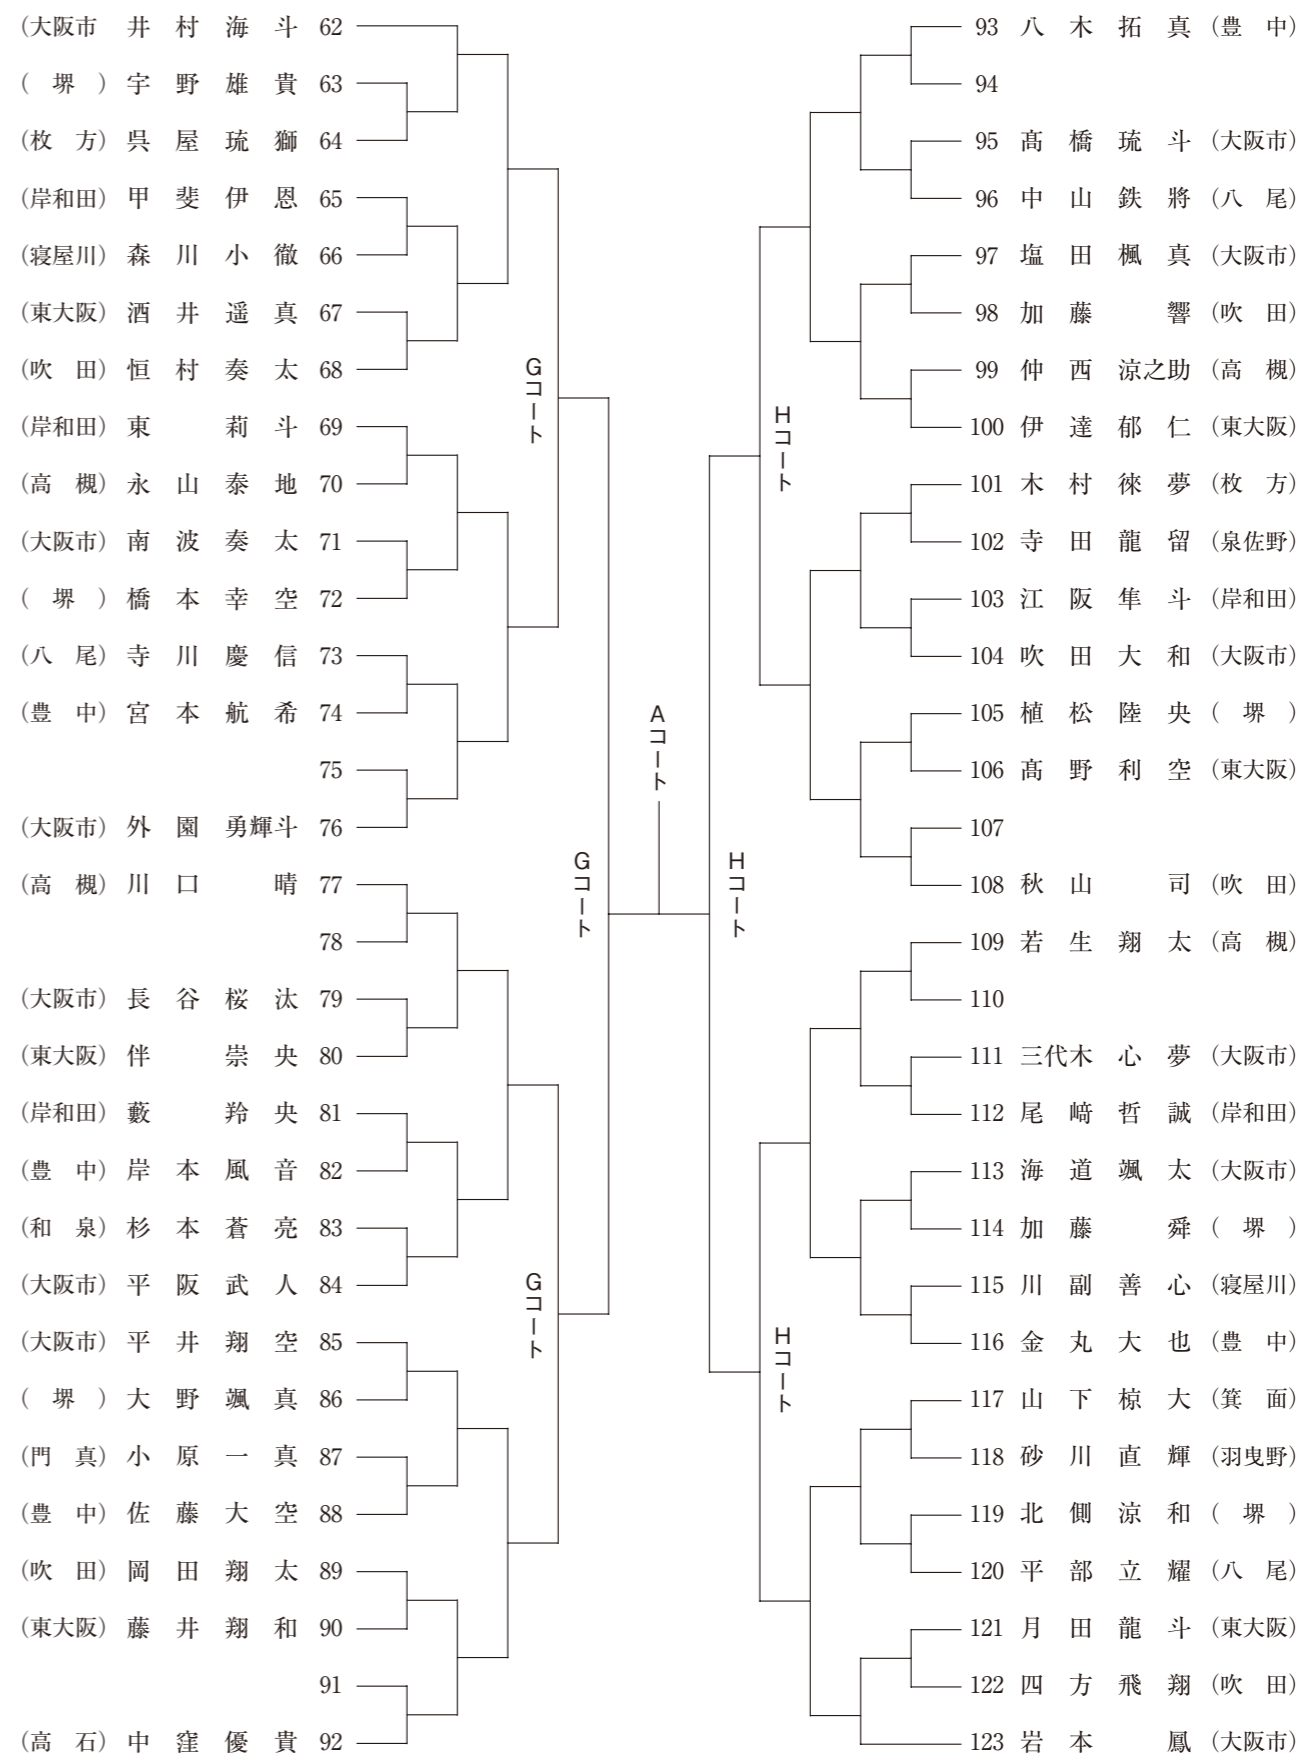 (大阪市 井村海斗 62
(堺) 宇野雄貴 63
(枚方) 呉屋琉獅 64
(岸和田) 甲斐伊恩 65
(寝屋川) 森川小徹 66
(東大阪) 酒井遥真 67
(吹田) 恒村奏太 68
(岸和田) 東莉斗 69
(高槻) 永山泰地 70
(大阪市) 南波奏太 71
(堺) 橋本幸空 72
(八尾) 寺川慶信 73
(豊中) 宮本航希 74
75
(大阪市) 外園勇輝斗 76
(高槻) 川口晴 77
78
(大阪市) 長谷桜汰 79
(東大阪) 伴崇央 80
(岸和田) 藪羚央 81
(豊中) 岸本風音 82
(和泉) 杉本蒼亮 83
(大阪市) 平阪武人 84
(大阪市) 平井翔空 85
(堺) 大野颯真 86
(門真) 小原一真 87
(豊中) 佐藤大空 88
(吹田) 岡田翔太 89
(東大阪) 藤井翔和 90
91
(高石) 中窪優貴 92
Gコート
Gコート
Gコート
Aコート
Hコート
Hコート
Hコート
93 八木拓真 (豊中)
94
95 髙橋琉斗 (大阪市)
96 中山鉄將 (八尾)
97 塩田楓真 (大阪市)
98 加藤響 (吹田)
99 仲西涼之助 (高槻)
100 伊達郁仁 (東大阪)
101 木村徠夢 (枚方)
102 寺田龍留 (泉佐野)
103 江阪隼斗 (岸和田)
104 吹田大和 (大阪市)
105 植松陸央 (堺)
106 髙野利空 (東大阪)
107
108 秋山司 (吹田)
109 若生翔太 (高槻)
110
111 三代木心夢 (大阪市)
112 尾﨑哲誠 (岸和田)
113 海道颯太 (大阪市)
114 加藤舜 (堺)
115 川副善心 (寝屋川)
116 金丸大也 (豊中)
117 山下椋大 (箕面)
118 砂川直輝 (羽曳野)
119 北側涼和 (堺)
120 平部立耀 (八尾)
121 月田龍斗 (東大阪)
122 四方飛翔 (吹田)
123 岩本鳳 (大阪市)